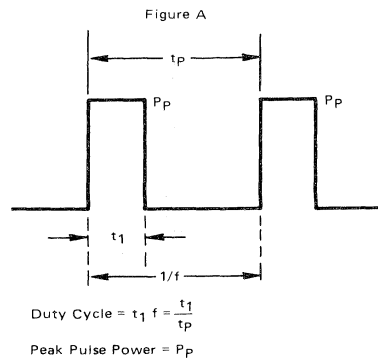 Figure A
tP
PP
PP
t1
1/f
Duty Cycle = t1 f = t1/tP
Peak Pulse Power = PP